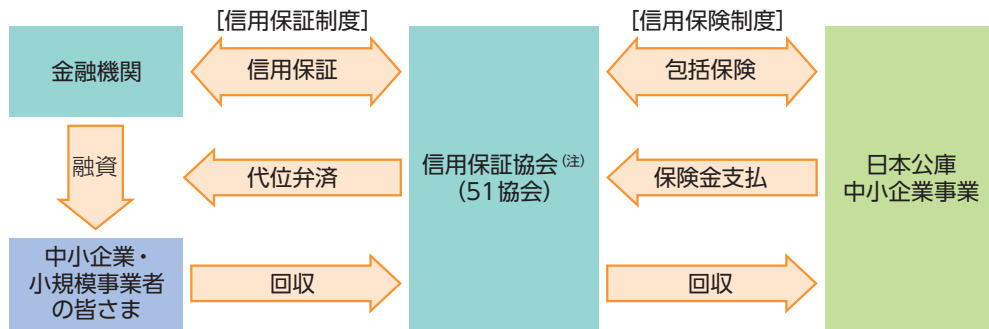 [信用保証制度]
[信用保険制度]
金融機関
信用保証
包括保険
融資
代位弁済
信用保証協会(注)
(51協会)
保険金支払
日本公庫
中小企業事業
中小企業・
小規模事業者
の皆さま
回収
回収